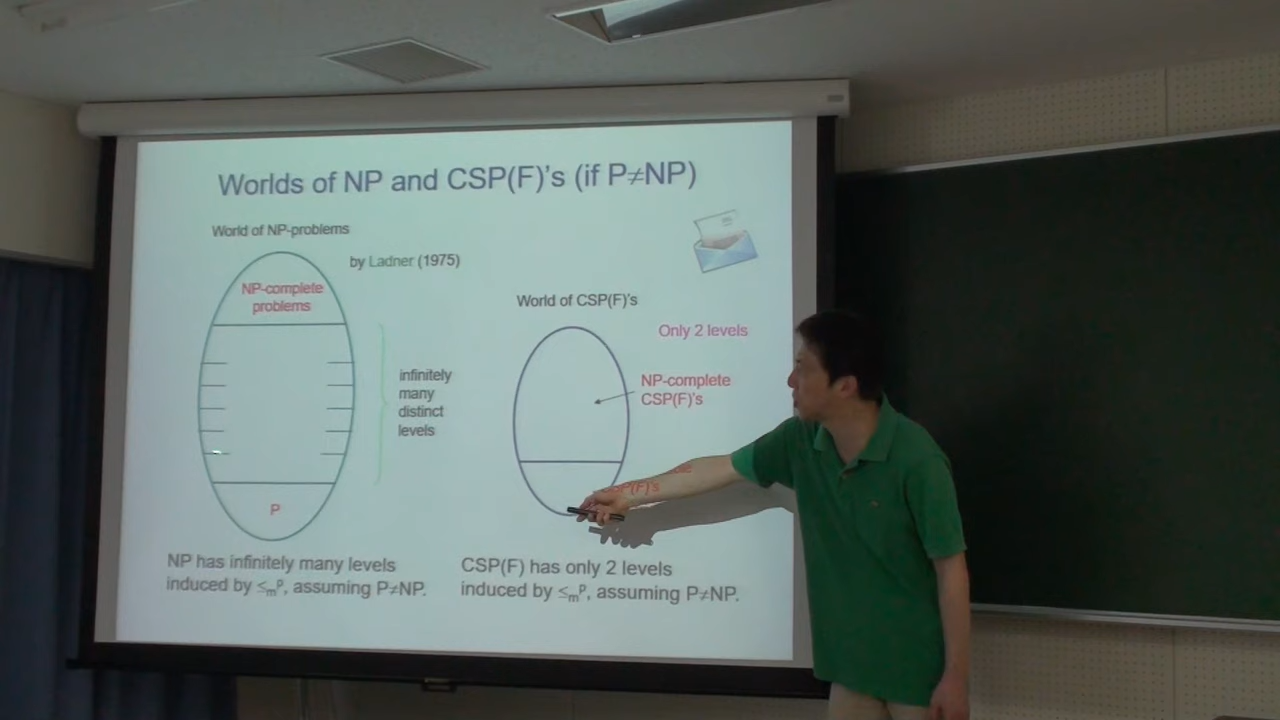 Worlds of NP and CSP(F)'s (if P≠NP)
World of NP-problems
by Ladner (1975)
NP-complete
problems
infinitely
many
distinct
levels
P
NP has infinitely many levels
induced by ≤ₘᵖ, assuming P≠NP.
World of CSP(F)'s
Only 2 levels
NP-complete
CSP(F)'s
CSP(F) has only 2 levels
induced by ≤ₘᵖ, assuming P≠NP.